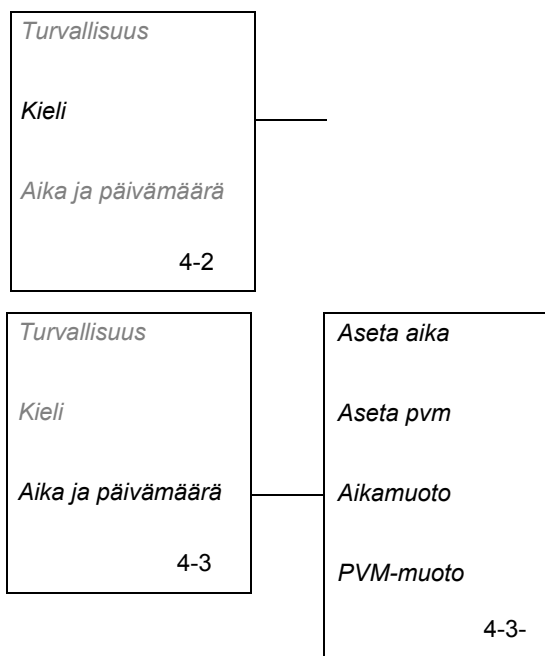 Turvallisuus
Kieli
Aika ja päivämäärä
4-2
Turvallisuus
Kieli
Aika ja päivämäärä
4-3
Aseta aika
Aseta pvm
Aikamuoto
PVM-muoto
4-3-